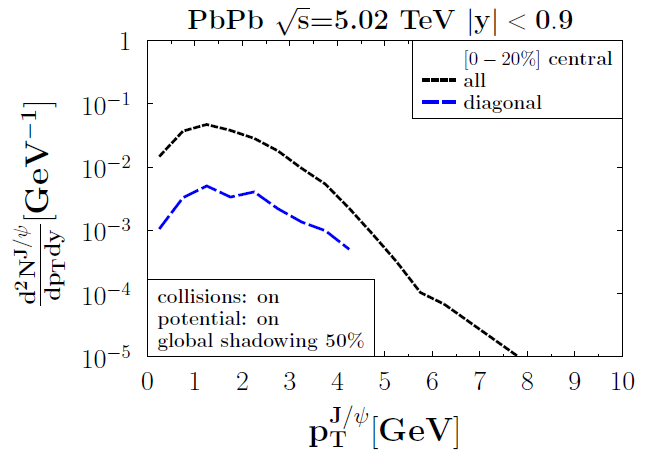 PbPb √s=5.02 TeV |y| < 0.9
[0 − 20%] central
all
diagonal
1
10⁻¹
10⁻²
10⁻³
10⁻⁴
10⁻⁵
d²N^{J/ψ}/dp_Tdy [GeV⁻¹]
collisions: on
potential: on
global shadowing 50%
0 1 2 3 4 5 6 7 8 9 10
p_T^{J/ψ}[GeV]